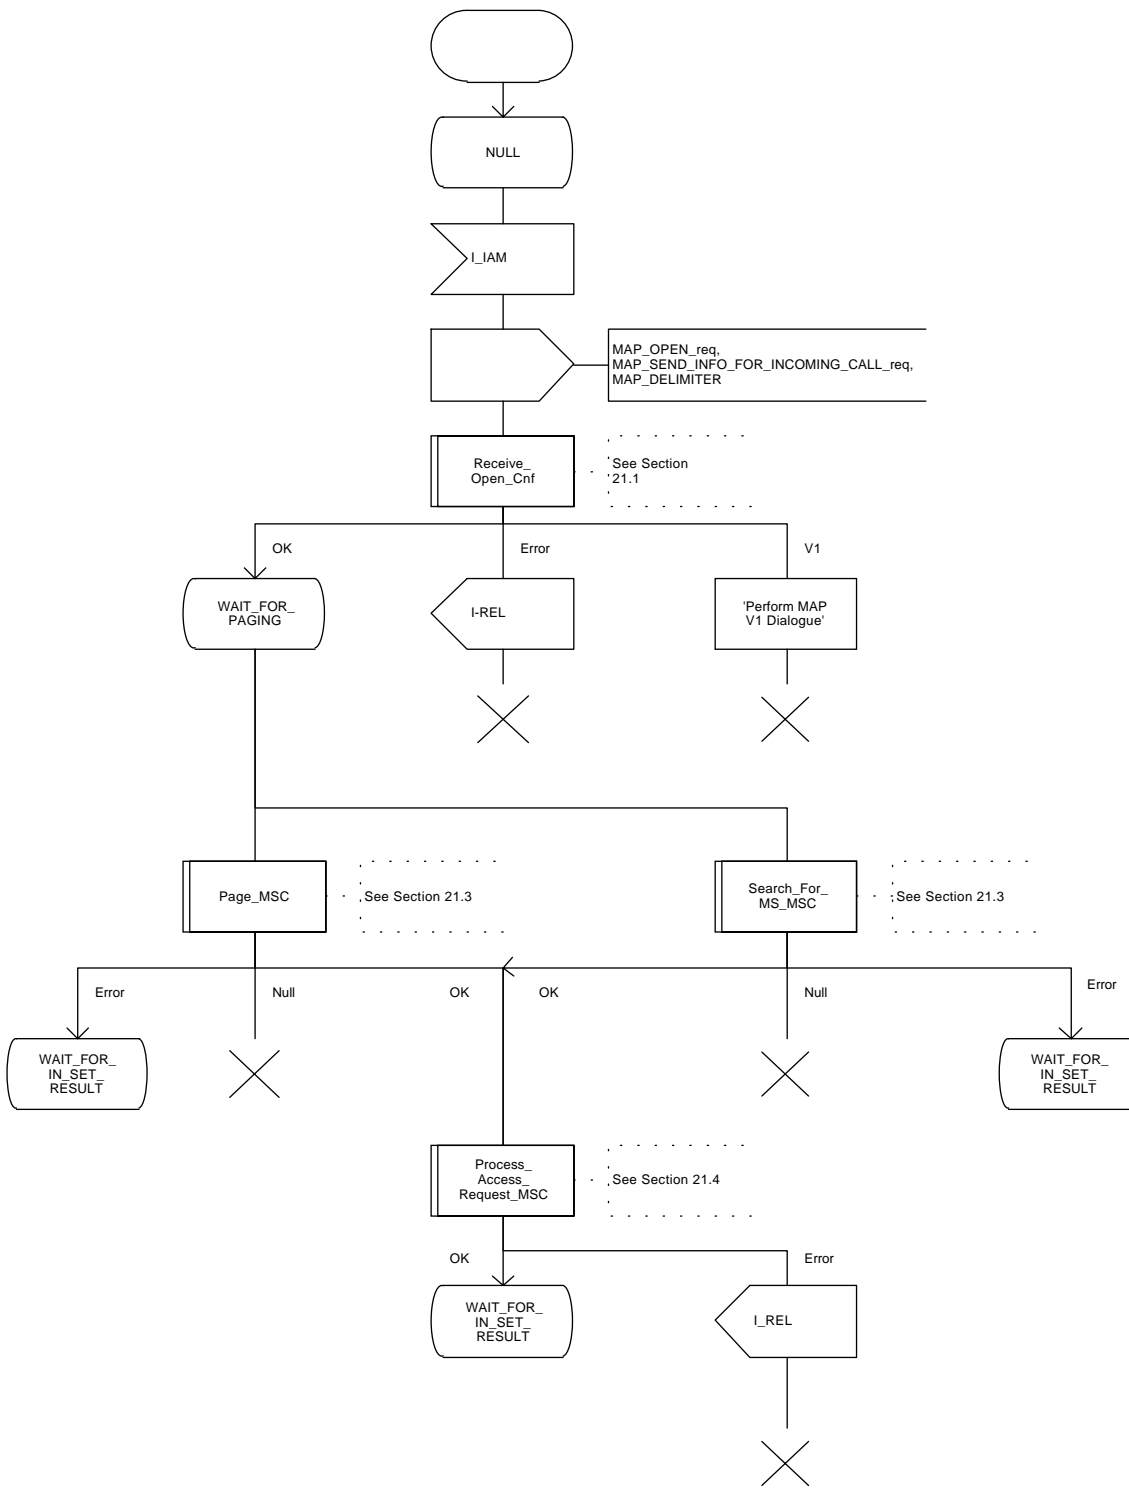 NULL
I_IAM
MAP_OPEN_req,
MAP_SEND_INFO_FOR_INCOMING_CALL_req,
MAP_DELIMITER
Receive_
Open_Cnf
See Section
21.1
OK
Error
V1
WAIT_FOR_
PAGING
I-REL
'Perform MAP
V1 Dialogue'
Page_MSC
See Section 21.3
Search_For_
MS_MSC
See Section 21.3
Error
Null
OK
OK
Null
Error
WAIT_FOR_
IN_SET_
RESULT
WAIT_FOR_
IN_SET_
RESULT
Process_
Access_
Request_MSC
See Section 21.4
OK
Error
WAIT_FOR_
IN_SET_
RESULT
I_REL